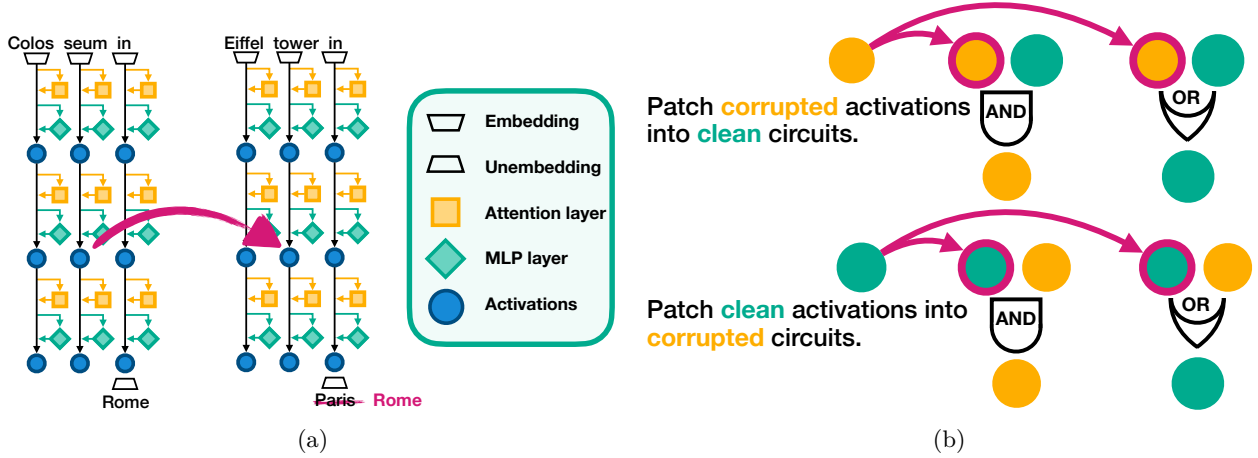 Colos seum in
Eiffel tower in
Embedding
Unembedding
Attention layer
MLP layer
Activations
Rome
Paris Rome
(a)
Patch corrupted activations
into clean circuits.
AND
OR
Patch clean activations into
corrupted circuits.
AND
OR
(b)